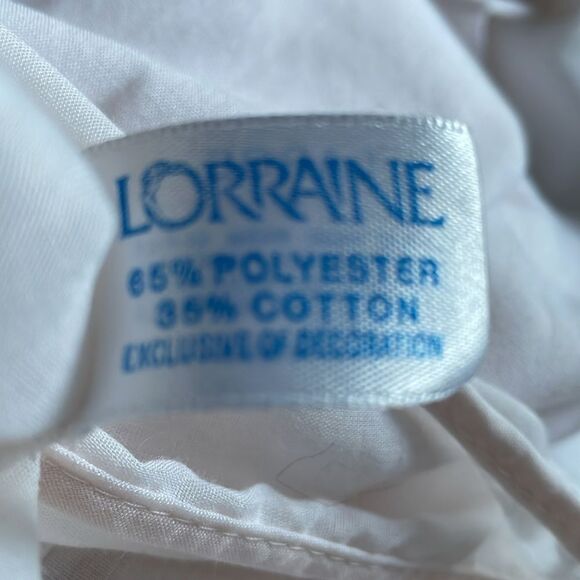 LORRAINE
65% POLYESTER
35% COTTON
EXCLUSIVE OF DECORATION